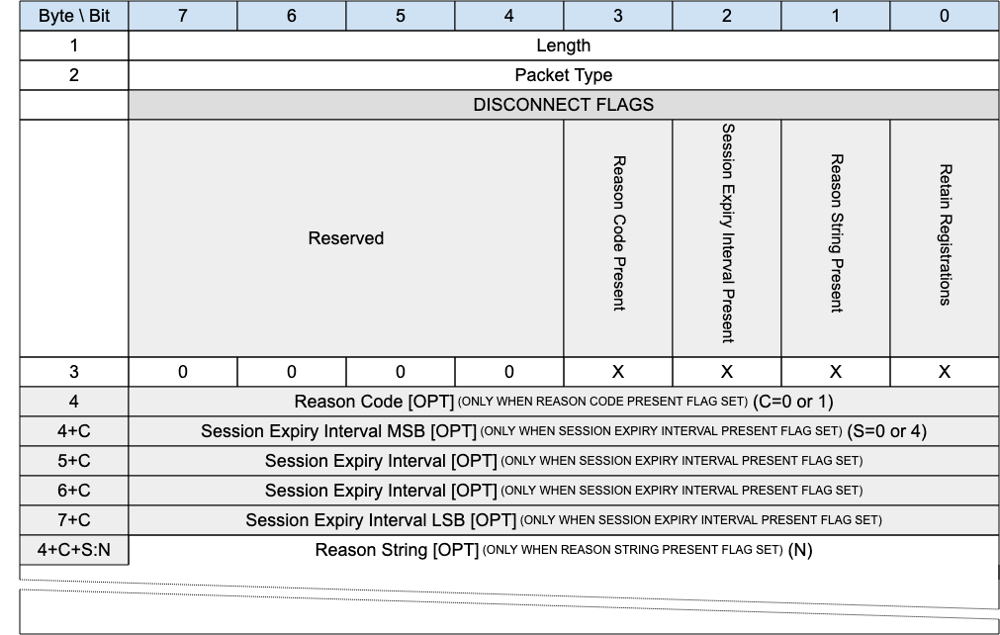 Byte \ Bit 7 6 5 4 3 2 1 0
1 Length
2 Packet Type
DISCONNECT FLAGS
Reserved
Reason Code Present
Session Expiry Interval Present
Reason String Present
Retain Registrations
3 0 0 0 0 X X X X
4 Reason Code [OPT] (ONLY WHEN REASON CODE PRESENT FLAG SET) (C=0 or 1)
4+C Session Expiry Interval MSB [OPT] (ONLY WHEN SESSION EXPIRY INTERVAL PRESENT FLAG SET) (S=0 or 4)
5+C Session Expiry Interval [OPT] (ONLY WHEN SESSION EXPIRY INTERVAL PRESENT FLAG SET)
6+C Session Expiry Interval [OPT] (ONLY WHEN SESSION EXPIRY INTERVAL PRESENT FLAG SET)
7+C Session Expiry Interval LSB [OPT] (ONLY WHEN SESSION EXPIRY INTERVAL PRESENT FLAG SET)
4+C+S:N Reason String [OPT] (ONLY WHEN REASON STRING PRESENT FLAG SET) (N)